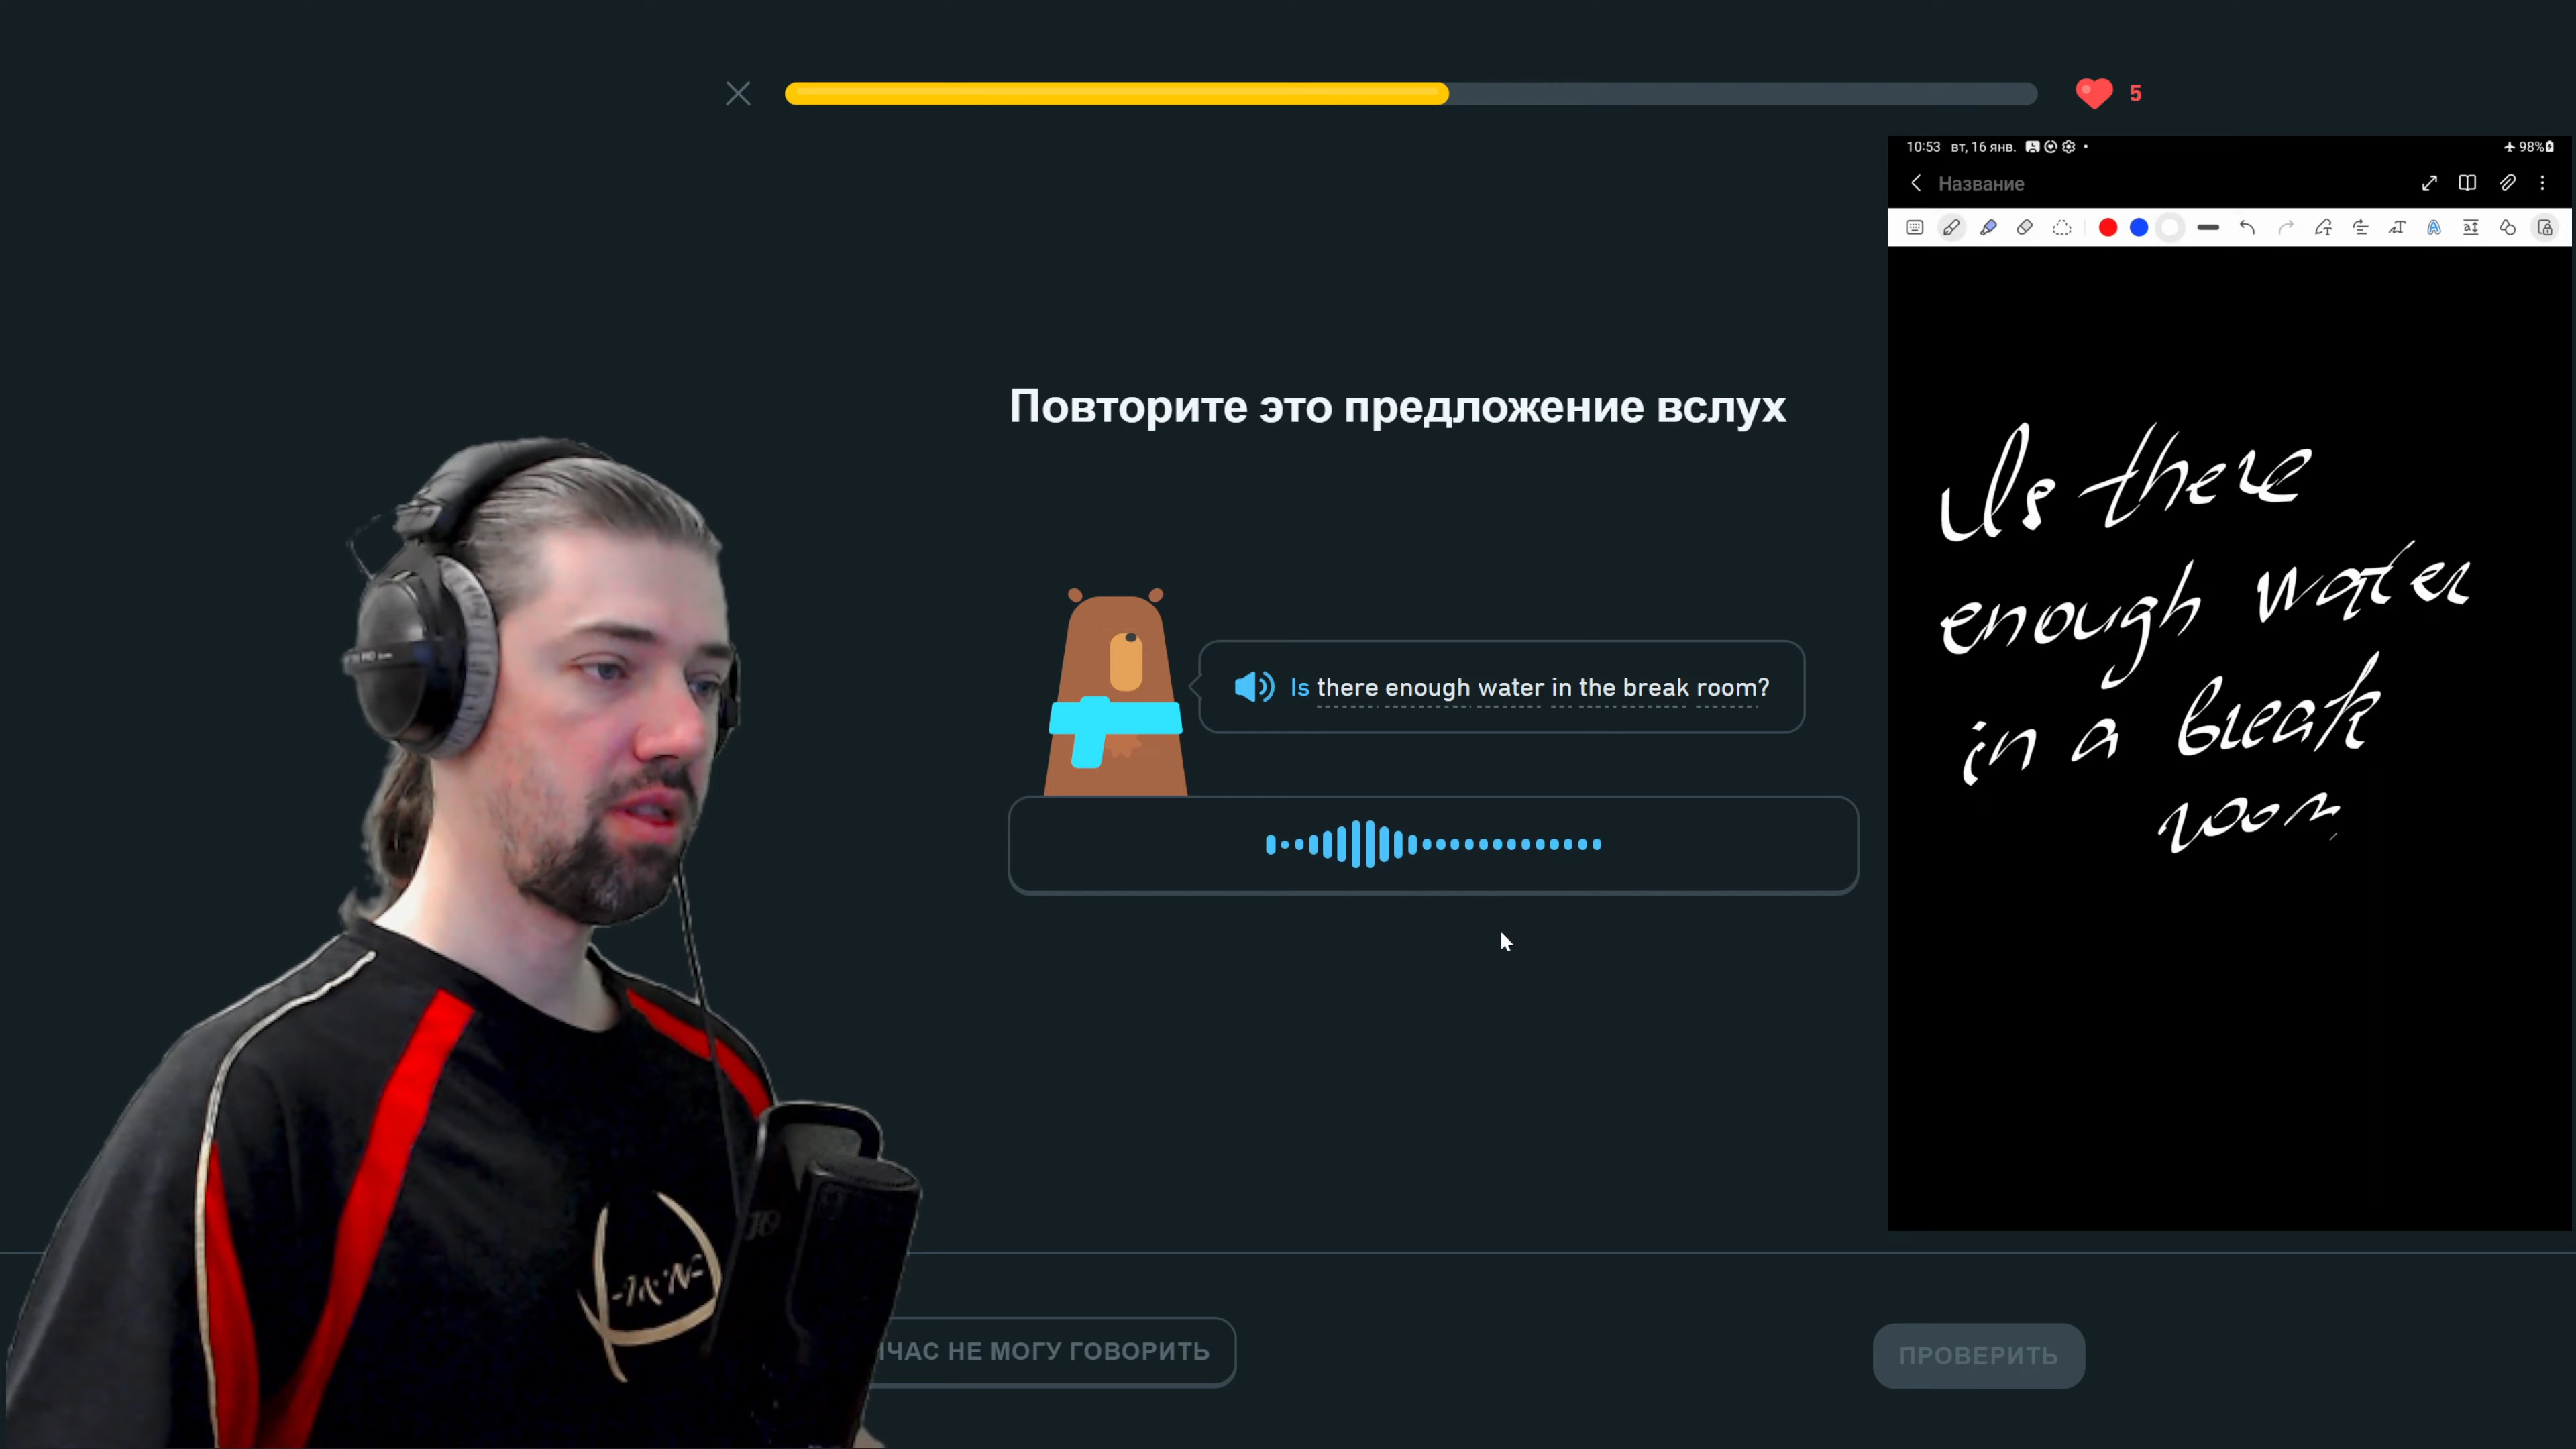 5
10:53 вт, 16 янв.
98%
Название
Повторите это предложение вслух
Is there enough water in the break room?
Is there
enough water
in a break
room
ЧАС НЕ МОГУ ГОВОРИТЬ
ПРОВЕРИТЬ